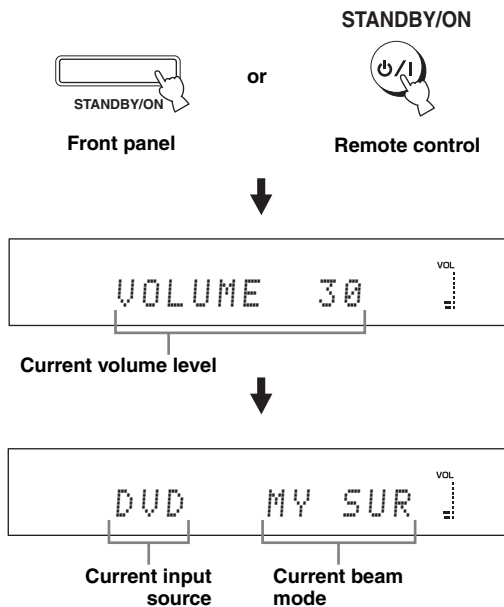 STANDBY/ON
or
STANDBY/ON
Front panel
Remote control
VOL
VOLUME 30
Current volume level
VOL
DVD MY SUR
Current input source
Current beam mode